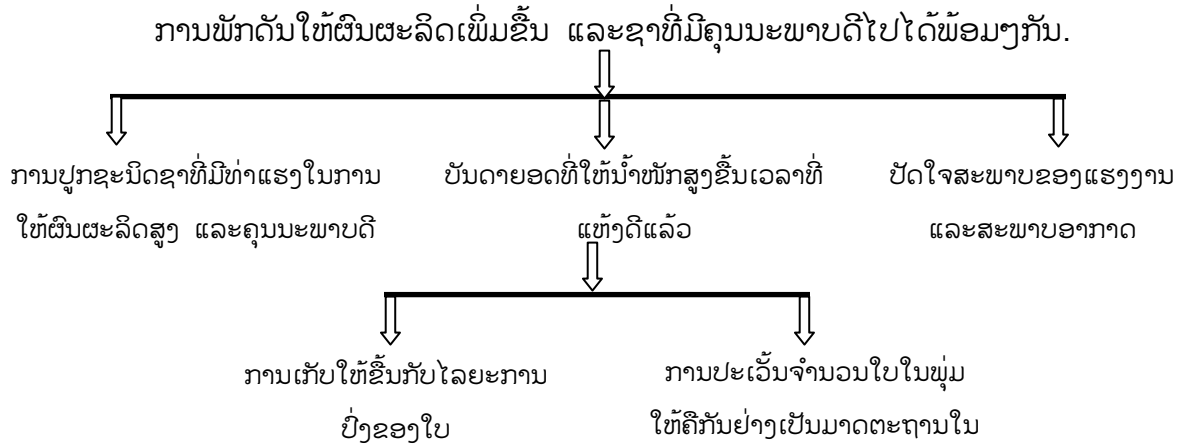 ການພັກດັນໃຫ້ຜົນຜະລິດເພິ່ມຂື້ນ ແລະຊາທີ່ມີຄຸນນະພາບດີໄປໄດ້ພ້ອມໆກັນ.
ການປູກຊະນິດຊາທີ່ມີທ່າແຮງໃນການ
ໃຫ້ຜົນຜະລິດສູງ ແລະຄຸນນະພາບດີ
ບັນດາຍອດທີ່ໃຫ້ນ້ຳໜັກສູງຂື້ນເວລາທີ່
ແຫ້ງດີແລ້ວ
ປັດໃຈສະພາບຂອງແຮງງານ
ແລະສະພາບອາກາດ
ການເກັບໃຫ້ຂື້ນກັບໄລຍະການ
ປົ່ງຂອງໃບ
ການປະເວັ້ນຈຳນວນໃບໃນພຸ່ມ
ໃຫ້ຄືກັນຢ່າງເປັນມາດຕະຖານໃນ